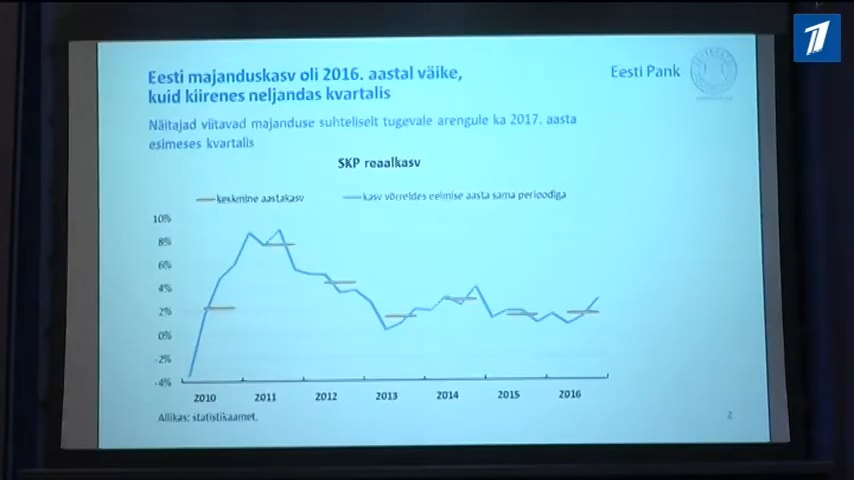 Eesti majanduskasv oli 2016. aastal väike,
kuid kiirenes neljandas kvartalis
Eesti Pank
Näitajad viitavad majanduse suhteliselt tugevale arengule ka 2017. aasta
esimeses kvartalis
SKP reaalkasv
keskmine aastakasv
kasv võrreldes eelmise aasta sama perioodiga
10%
8%
6%
4%
2%
0%
-2%
-4%
2010 2011 2012 2013 2014 2015 2016
Allikas: statistikaamet.
2
1